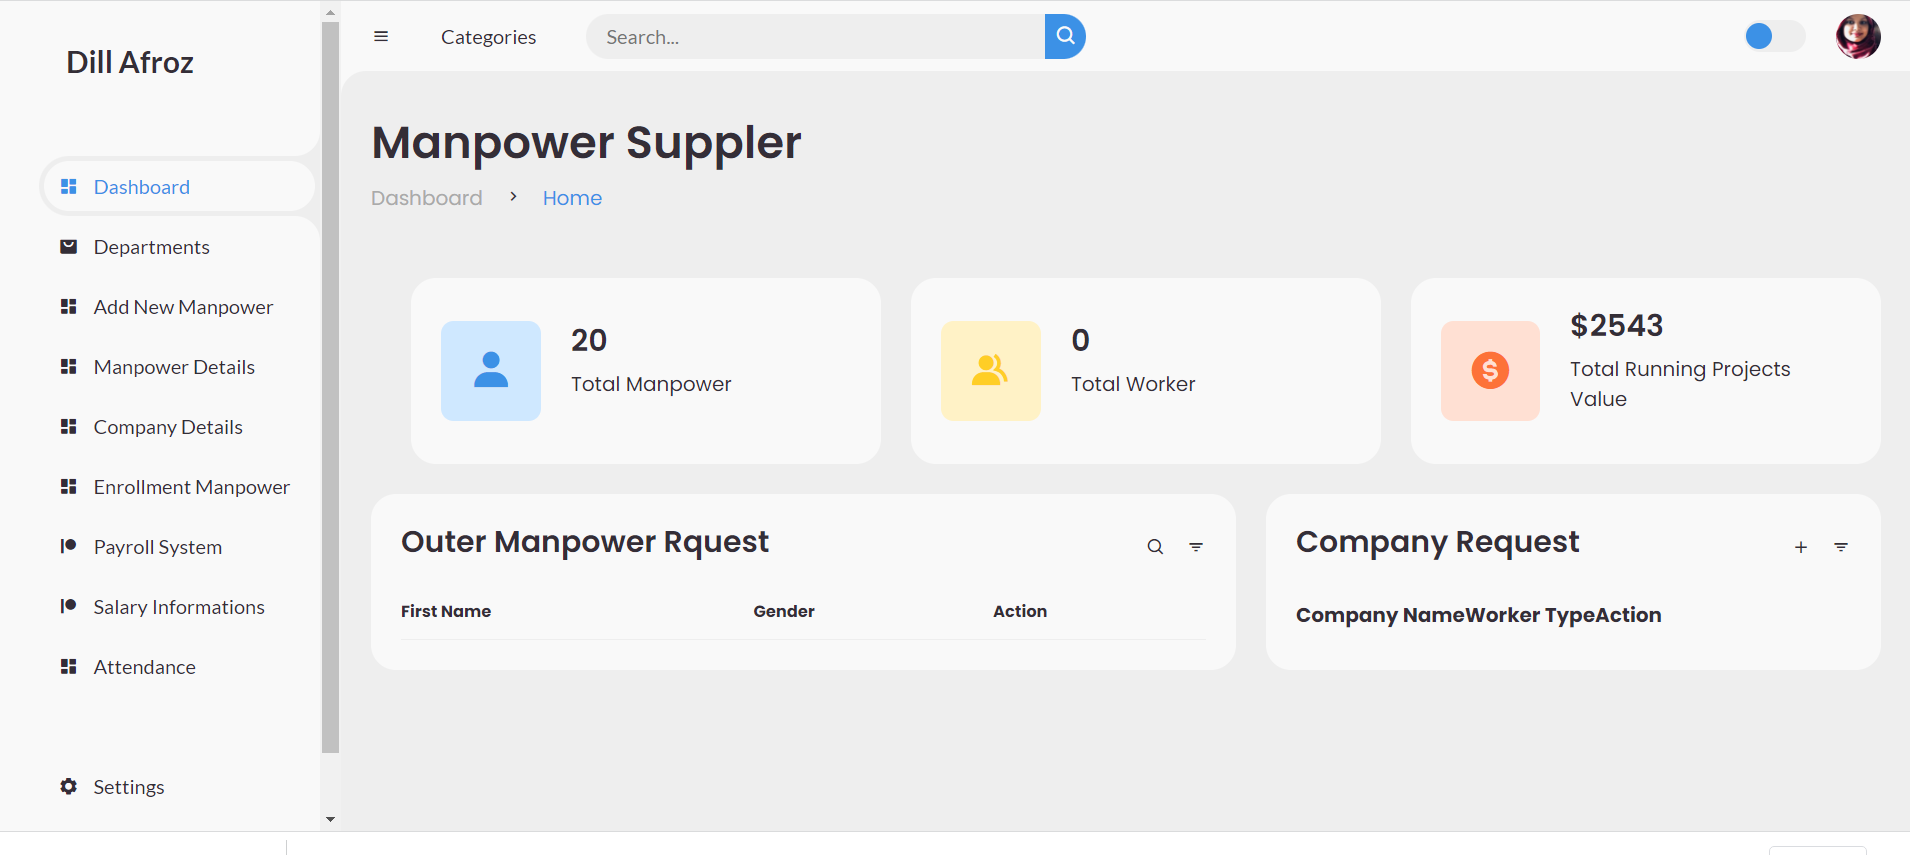 Dill Afroz
Dashboard
Departments
Add New Manpower
Manpower Details
Company Details
Enrollment Manpower
Payroll System
Salary Informations
Attendance
Settings
Categories
Search...
Manpower Suppler
Dashboard > Home
20
Total Manpower
0
Total Worker
$2543
Total Running Projects
Value
Outer Manpower Rquest
First Name Gender Action
Company Request
Company NameWorker TypeAction